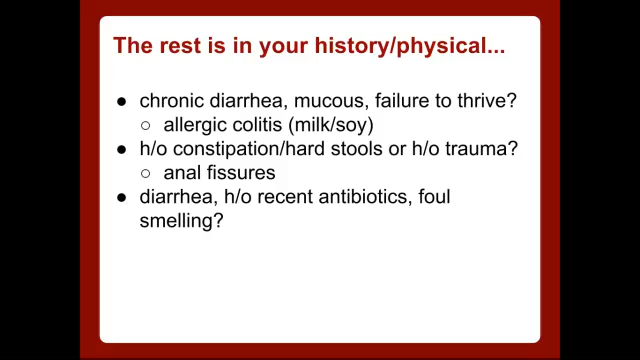 The rest is in your history/physical...
● chronic diarrhea, mucous, failure to thrive?
○ allergic colitis (milk/soy)
● h/o constipation/hard stools or h/o trauma?
○ anal fissures
● diarrhea, h/o recent antibiotics, foul
smelling?